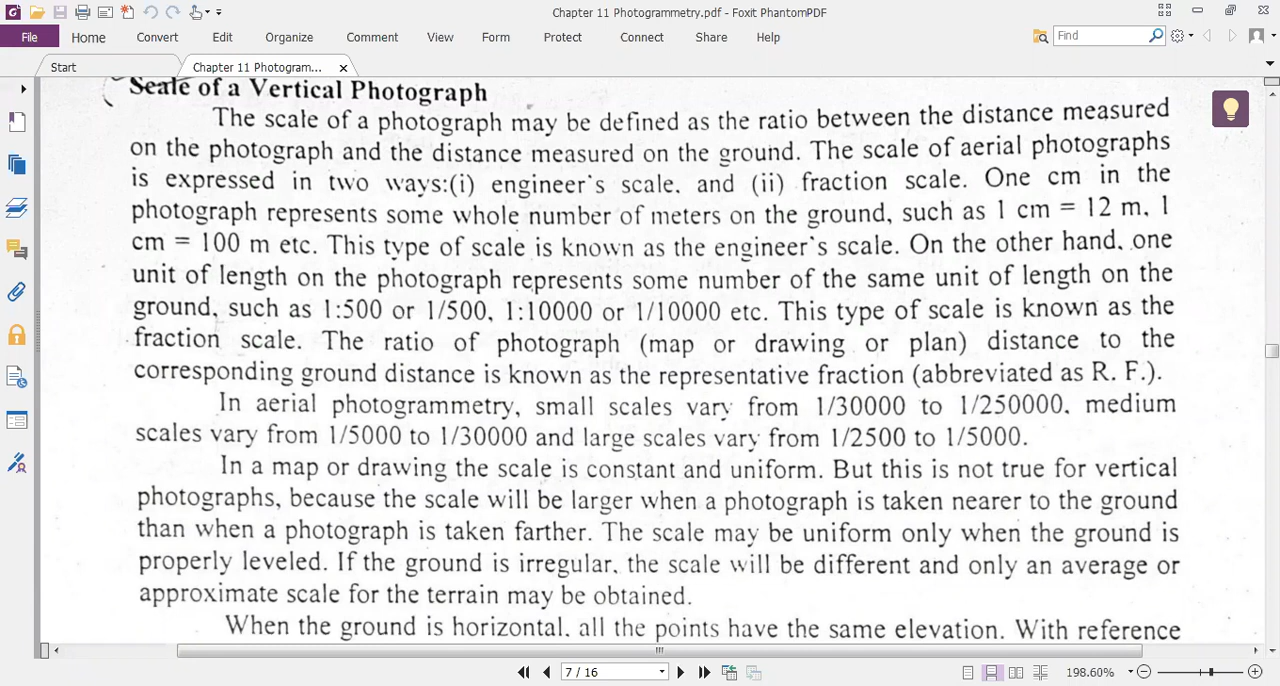 Chapter 11 Photogrammetry.pdf - Foxit PhantomPDF
File Home Convert Edit Organize Comment View Form Protect Connect Share Help Find
Start Chapter 11 Photogram...
Scale of a Vertical Photograph
The scale of a photograph may be defined as the ratio between the distance measured
on the photograph and the distance measured on the ground. The scale of aerial photographs
is expressed in two ways:(i) engineer's scale. and (ii) fraction scale. One cm in the
photograph represents some whole number of meters on the ground, such as 1 cm = 12 m, 1
cm = 100 m etc. This type of scale is known as the engineer's scale. On the other hand, one
unit of length on the photograph represents some number of the same unit of length on the
ground, such as 1:500 or 1/500, 1:10000 or 1/10000 etc. This type of scale is known as the
fraction scale. The ratio of photograph (map or drawing or plan) distance to the
corresponding ground distance is known as the representative fraction (abbreviated as R. F.).
In aerial photogrammetry, small scales vary from 1/30000 to 1/250000, medium
scales vary from 1/5000 to 1/30000 and large scales vary from 1/2500 to 1/5000.
In a map or drawing the scale is constant and uniform. But this is not true for vertical
photographs, because the scale will be larger when a photograph is taken nearer to the ground
than when a photograph is taken farther. The scale may be uniform only when the ground is
properly leveled. If the ground is irregular, the scale will be different and only an average or
approximate scale for the terrain may be obtained.
When the ground is horizontal, all the points have the same elevation. With reference
7 / 16 198.60%